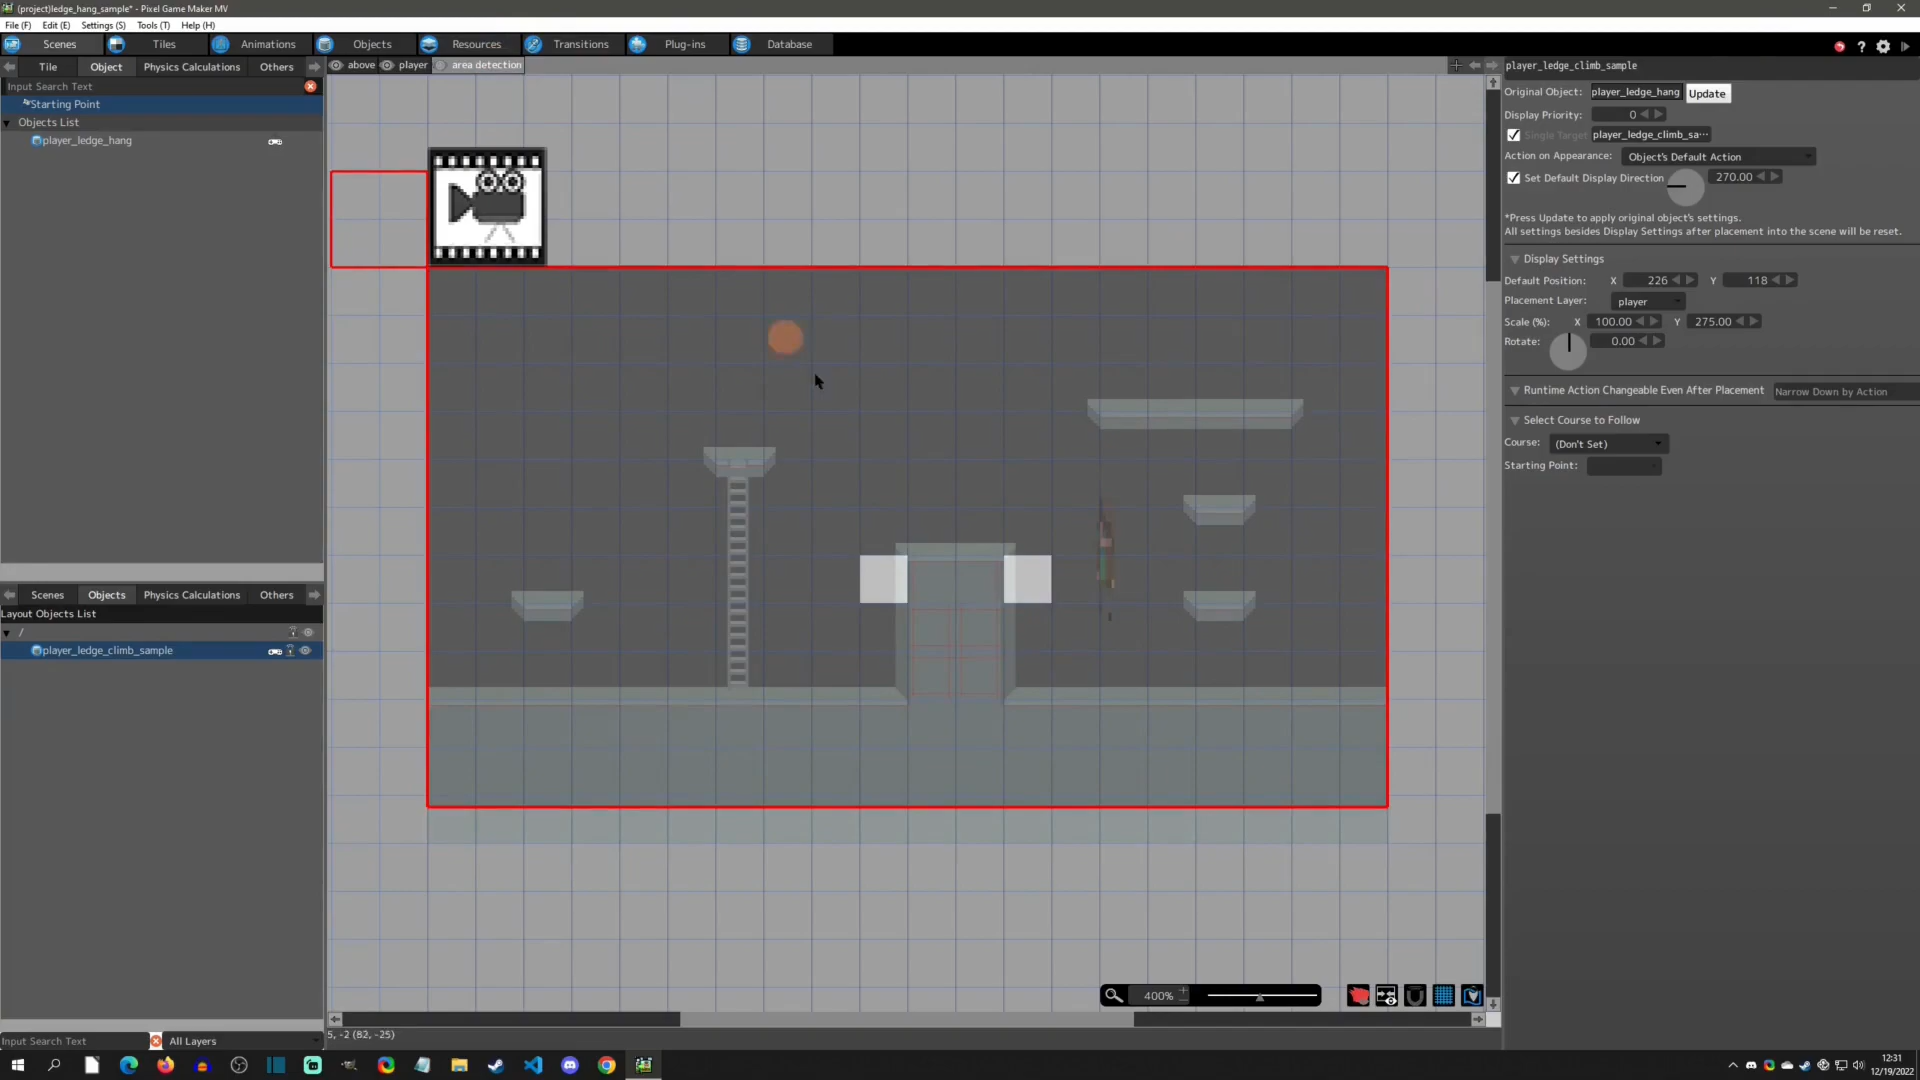 (project)ledge_hang_sample* - Pixel Game Maker MV
File (F) Edit (E) Settings (S) Tools (T) Help (H)
Scenes Tiles Animations Objects Resources Transitions Plug-ins Database
Tile Object Physics Calculations Others
above player area detection
Input Search Text
Starting Point
Objects List
player_ledge_hang
Scenes Objects Physics Calculations Others
Layout Objects List
/
player_ledge_climb_sample
Input Search Text All Layers
400%
5, -2 (82, -25)
player_ledge_climb_sample
Original Object: player_ledge_hang Update
Display Priority: 0
Single Target player_ledge_climb_sa···
Action on Appearance: Object's Default Action
Set Default Display Direction 270.00
*Press Update to apply original object's settings.
All settings besides Display Settings after placement into the scene will be reset.
Display Settings
Default Position: X 226 Y 118
Placement Layer: player
Scale (%): X 100.00 Y 275.00
Rotate: 0.00
Runtime Action Changeable Even After Placement Narrow Down by Action
Select Course to Follow
Course: (Don't Set)
Starting Point:
12:31
12/19/2022